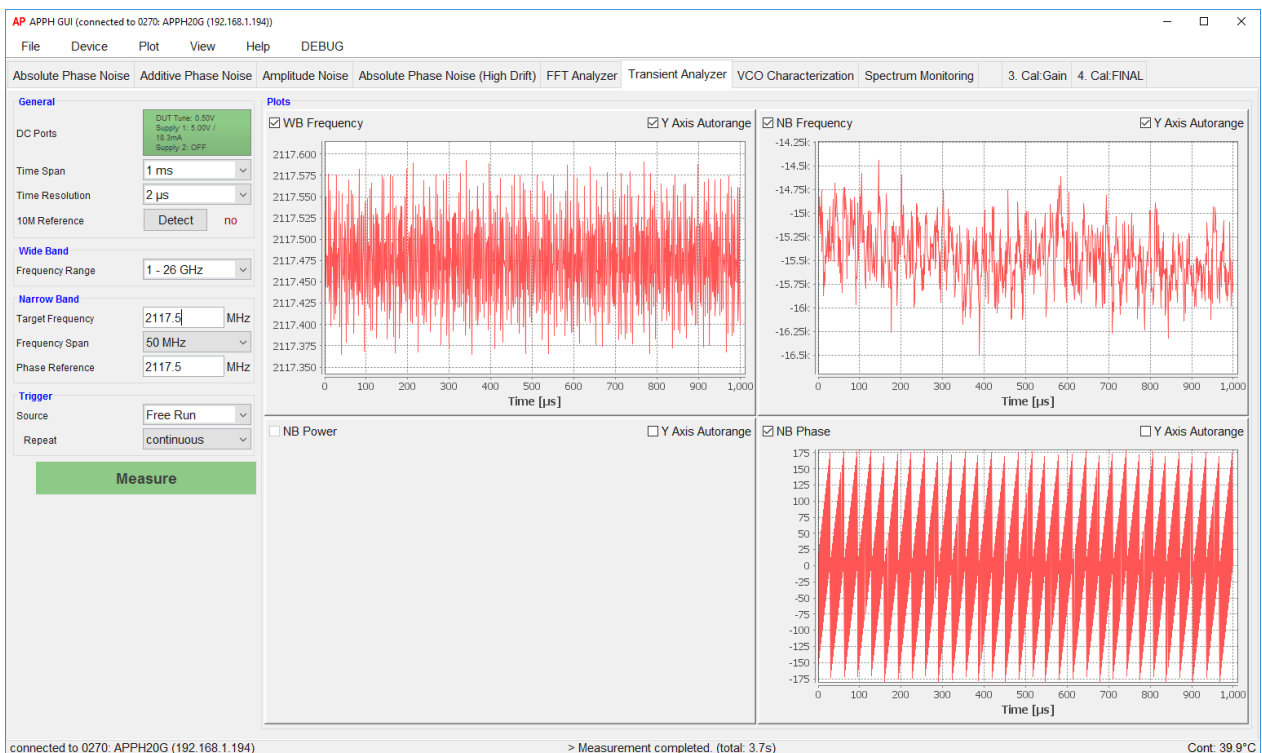 AP APPH GUI (connected to 0270: APPH20G (192.168.1.194))
File Device Plot View Help DEBUG
Absolute Phase Noise Additive Phase Noise Amplitude Noise Absolute Phase Noise (High Drift) FFT Analyzer Transient Analyzer VCO Characterization Spectrum Monitoring 3. Cal:Gain 4. Cal:FINAL
General
DC Ports
DUT Tune: 0.50V
Supply 1: 5.00V /
18.3mA
Supply 2: OFF
Time Span 1 ms
Time Resolution 2 µs
10M Reference Detect no
Wide Band
Frequency Range 1 - 26 GHz
Narrow Band
Target Frequency 2117.5 MHz
Frequency Span 50 MHz
Phase Reference 2117.5 MHz
Trigger
Source Free Run
Repeat continuous
Measure
Plots
WB Frequency Y Axis Autorange
2117.600
2117.575
2117.550
2117.525
2117.500
2117.475
2117.450
2117.425
2117.400
2117.375
2117.350
0 100 200 300 400 500 600 700 800 900 1,000
Time [µs]
NB Frequency Y Axis Autorange
-14.25k
-14.5k
-14.75k
-15k
-15.25k
-15.5k
-15.75k
-16k
-16.25k
-16.5k
0 100 200 300 400 500 600 700 800 900 1,000
Time [µs]
NB Power Y Axis Autorange
NB Phase Y Axis Autorange
175
150
125
100
75
50
25
0
-25
-50
-75
-100
-125
-150
-175
0 100 200 300 400 500 600 700 800 900 1,000
Time [µs]
connected to 0270: APPH20G (192.168.1.194) > Measurement completed. (total: 3.7s) Cont: 39.9°C